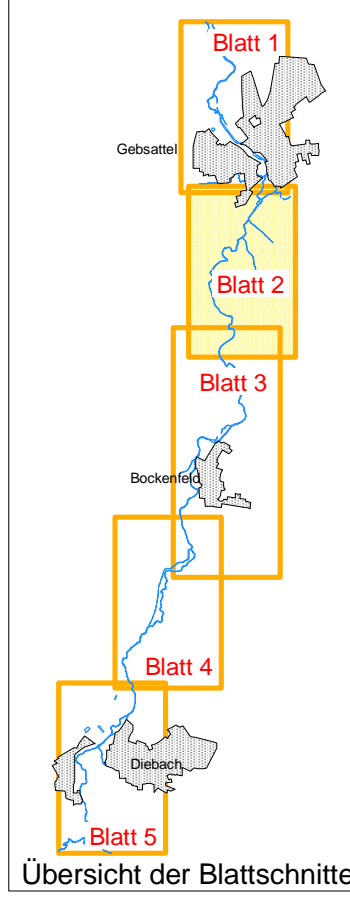 Blatt 1
Gebsattel
Blatt 2
Blatt 3
Bockenfeld
Blatt 4
Diebach
Blatt 5
Übersicht der Blattschnitte